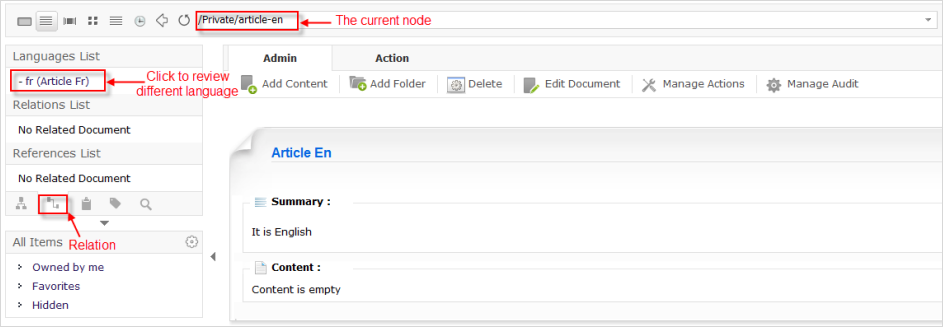 /Private/article-en
The current node
Languages List
- fr (Article Fr)
Click to review
different language
Relations List
No Related Document
References List
No Related Document
Relation
All Items
Owned by me
Favorites
Hidden
Admin
Action
Add Content
Add Folder
Delete
Edit Document
Manage Actions
Manage Audit
Article En
Summary :
It is English
Content :
Content is empty